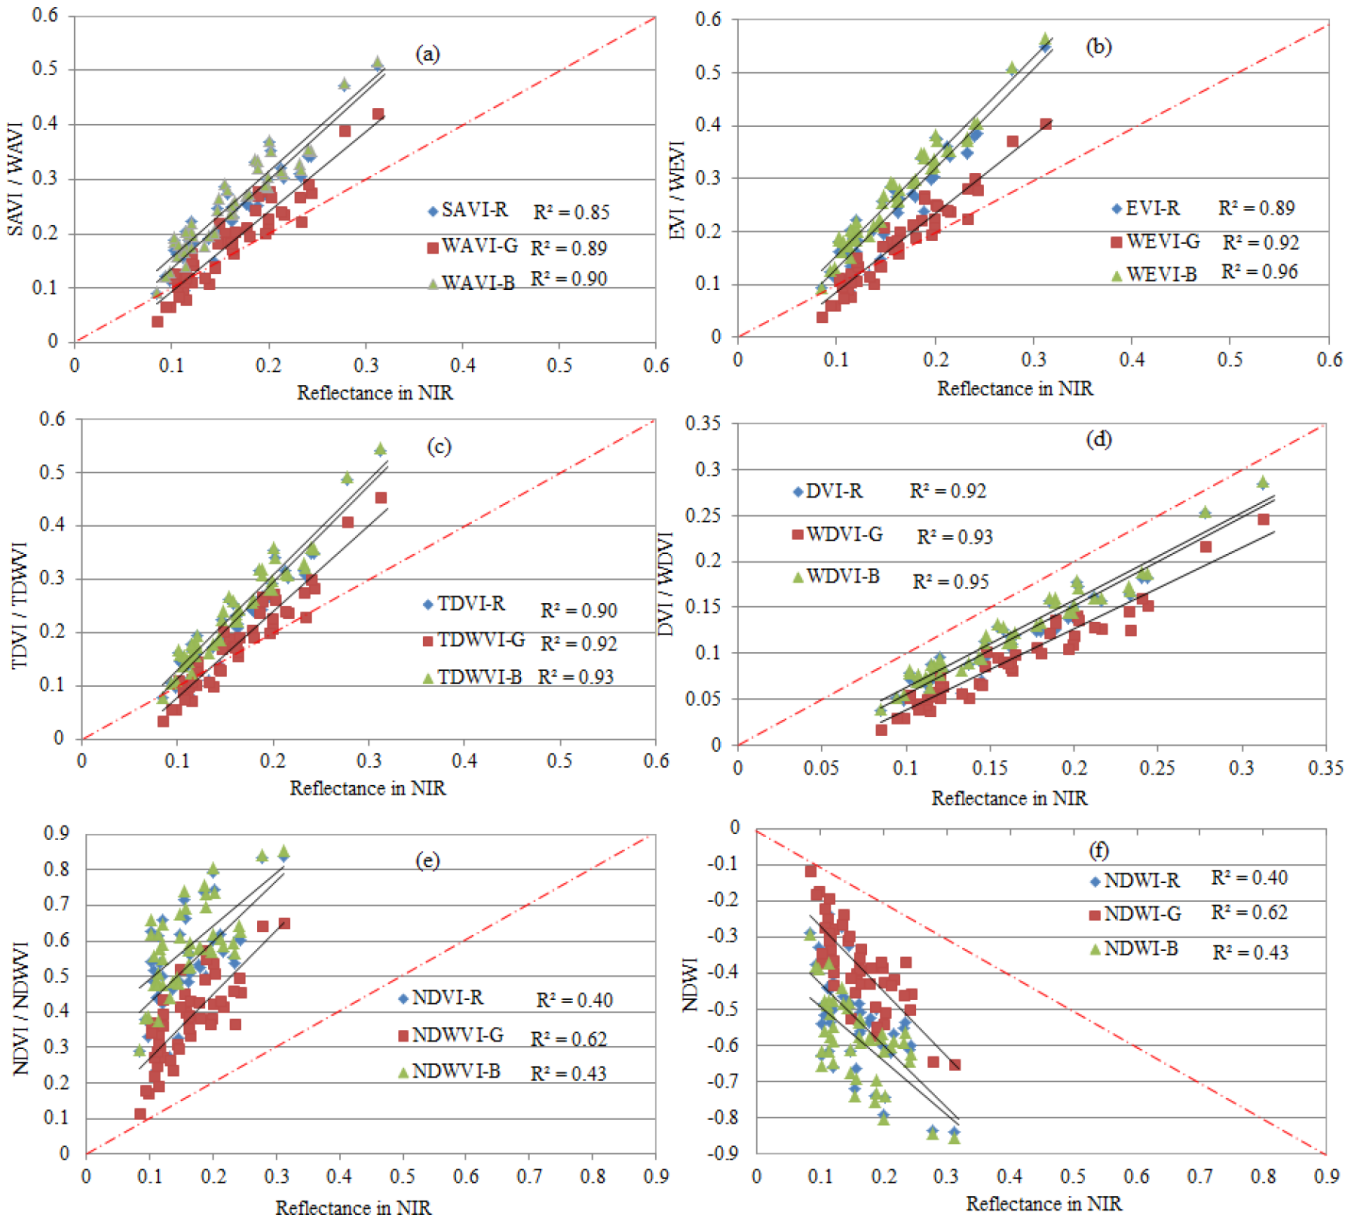 (a)
SAVI / WAVI
0.6
0.5
0.4
0.3
0.2
0.1
0
SAVI-R R² = 0.85
WAVI-G R² = 0.89
WAVI-B R² = 0.90
0 0.1 0.2 0.3 0.4 0.5 0.6
Reflectance in NIR
(b)
EVI / WEVI
0.6
0.5
0.4
0.3
0.2
0.1
0
EVI-R R² = 0.89
WEVI-G R² = 0.92
WEVI-B R² = 0.96
0 0.1 0.2 0.3 0.4 0.5 0.6
Reflectance in NIR
(c)
TDVI / TDWVI
0.6
0.5
0.4
0.3
0.2
0.1
0
TDVI-R R² = 0.90
TDWVI-G R² = 0.92
TDWVI-B R² = 0.93
0 0.1 0.2 0.3 0.4 0.5 0.6
Reflectance in NIR
(d)
DVI / WDVI
0.35
0.3
0.25
0.2
0.15
0.1
0.05
0
DVI-R R² = 0.92
WDVI-G R² = 0.93
WDVI-B R² = 0.95
0 0.05 0.1 0.15 0.2 0.25 0.3 0.35
Reflectance in NIR
(e)
NDVI / NDWVI
0.9
0.8
0.7
0.6
0.5
0.4
0.3
0.2
0.1
0
NDVI-R R² = 0.40
NDWVI-G R² = 0.62
NDWVI-B R² = 0.43
0 0.1 0.2 0.3 0.4 0.5 0.6 0.7 0.8 0.9
Reflectance in NIR
(f)
NDWI
0
-0.1
-0.2
-0.3
-0.4
-0.5
-0.6
-0.7
-0.8
-0.9
NDWI-R R² = 0.40
NDWI-G R² = 0.62
NDWI-B R² = 0.43
0 0.1 0.2 0.3 0.4 0.5 0.6 0.7 0.8 0.9
Reflectance in NIR